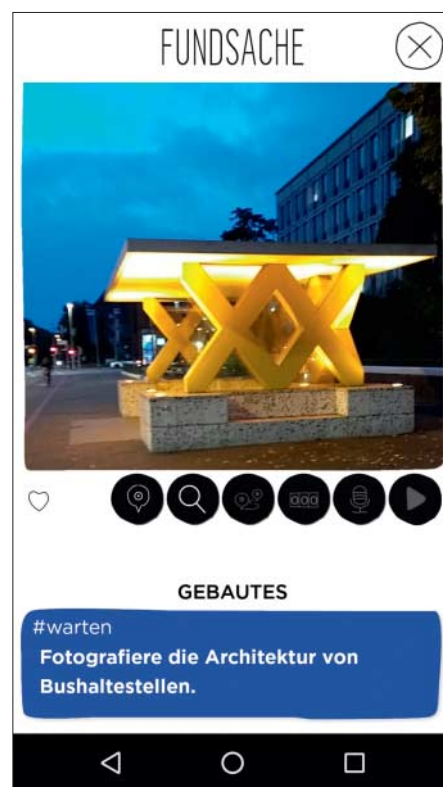 FUNDSACHE
GEBAUTES
#warten
Fotografiere die Architektur von
Bushaltestellen.